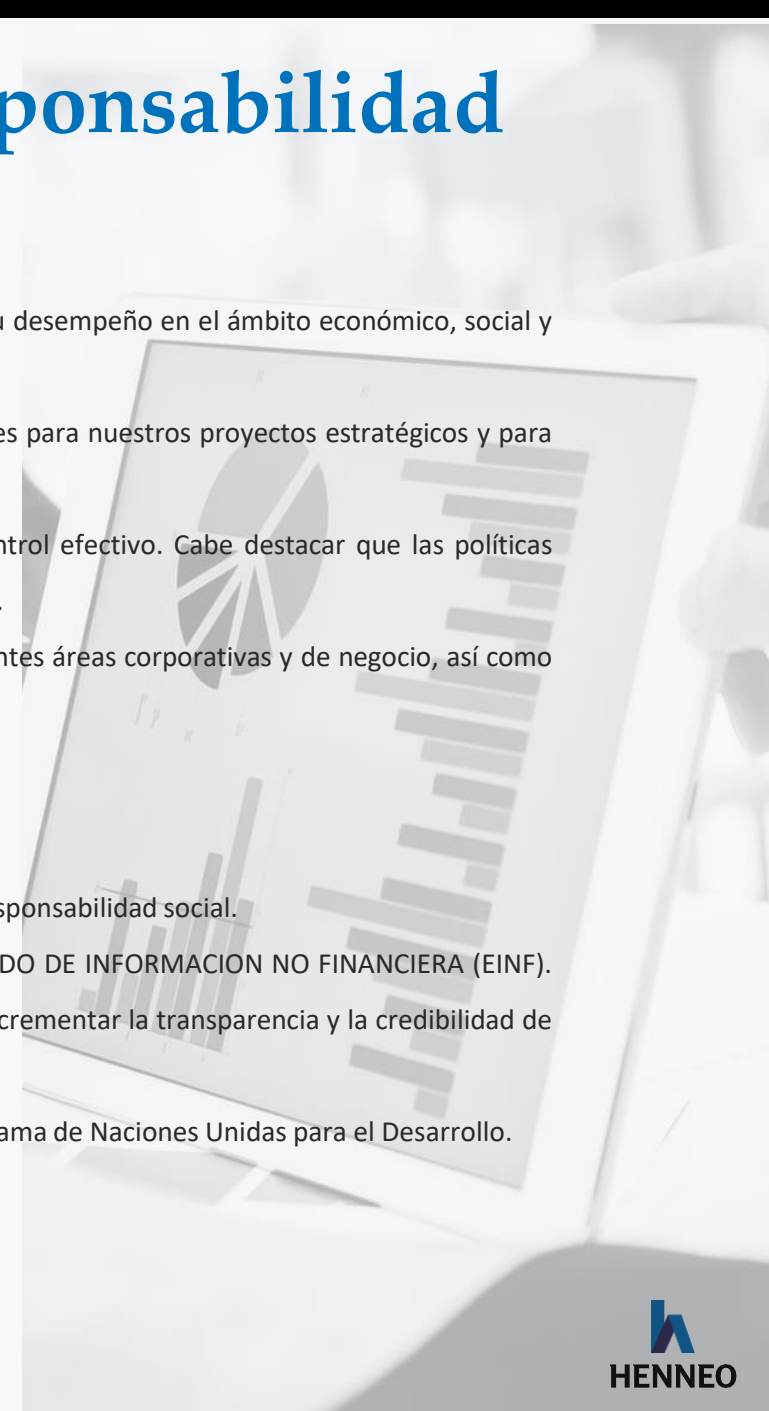 ponsabilidad
desempeño en el ámbito económico, social y
es para nuestros proyectos estratégicos y para
ntrol efectivo. Cabe destacar que las políticas
.
ntes áreas corporativas y de negocio, así como
sponsabilidad social.
DO DE INFORMACION NO FINANCIERA (EINF).
crementar la transparencia y la credibilidad de
ama de Naciones Unidas para el Desarrollo.
HENNEO